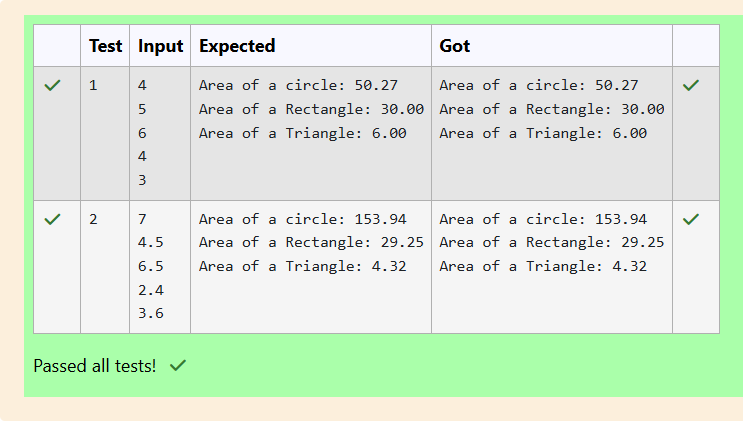 Test Input Expected Got
1 4 Area of a circle: 50.27 Area of a circle: 50.27
5 Area of a Rectangle: 30.00 Area of a Rectangle: 30.00
6 Area of a Triangle: 6.00 Area of a Triangle: 6.00
4
3
2 7 Area of a circle: 153.94 Area of a circle: 153.94
4.5 Area of a Rectangle: 29.25 Area of a Rectangle: 29.25
6.5 Area of a Triangle: 4.32 Area of a Triangle: 4.32
2.4
3.6
Passed all tests!